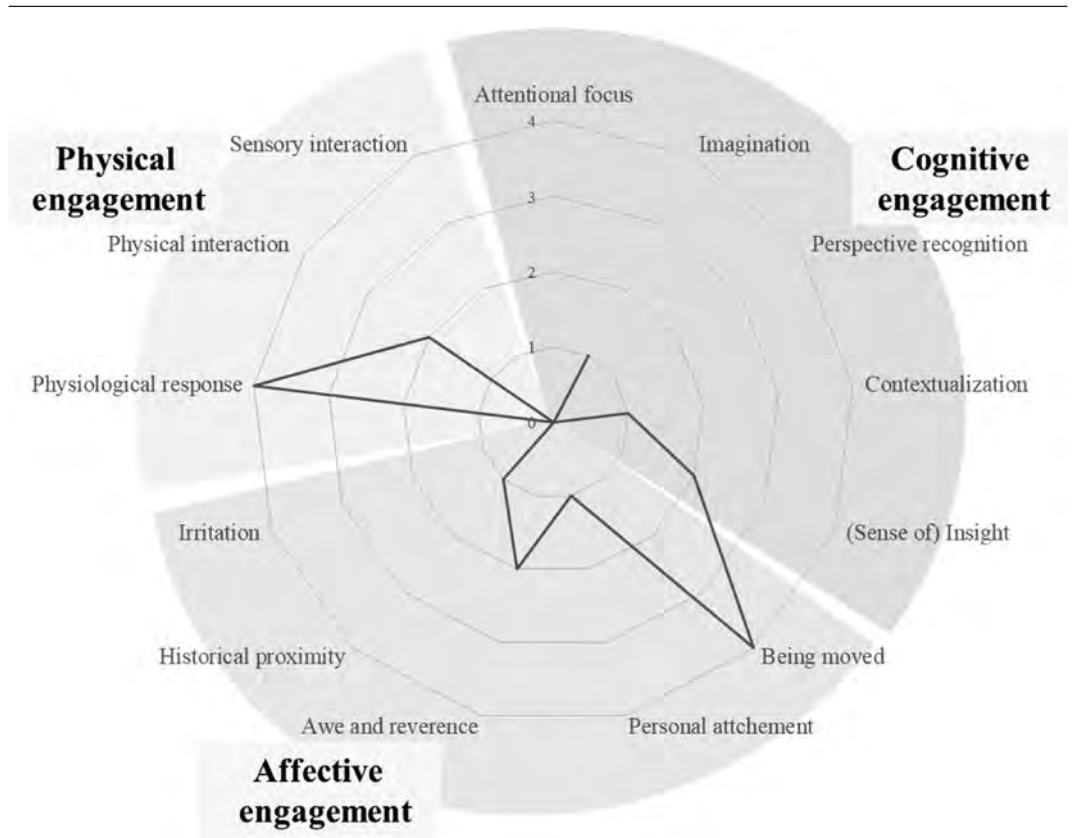 Attentional focus
4
Sensory interaction
Imagination
Physical
engagement
Cognitive
engagement
3
Physical interaction
Perspective recognition
2
1
Physiological response
Contextualization
0
Irritation
(Sense of) Insight
Historical proximity
Being moved
Awe and reverence
Personal attchement
Affective
engagement